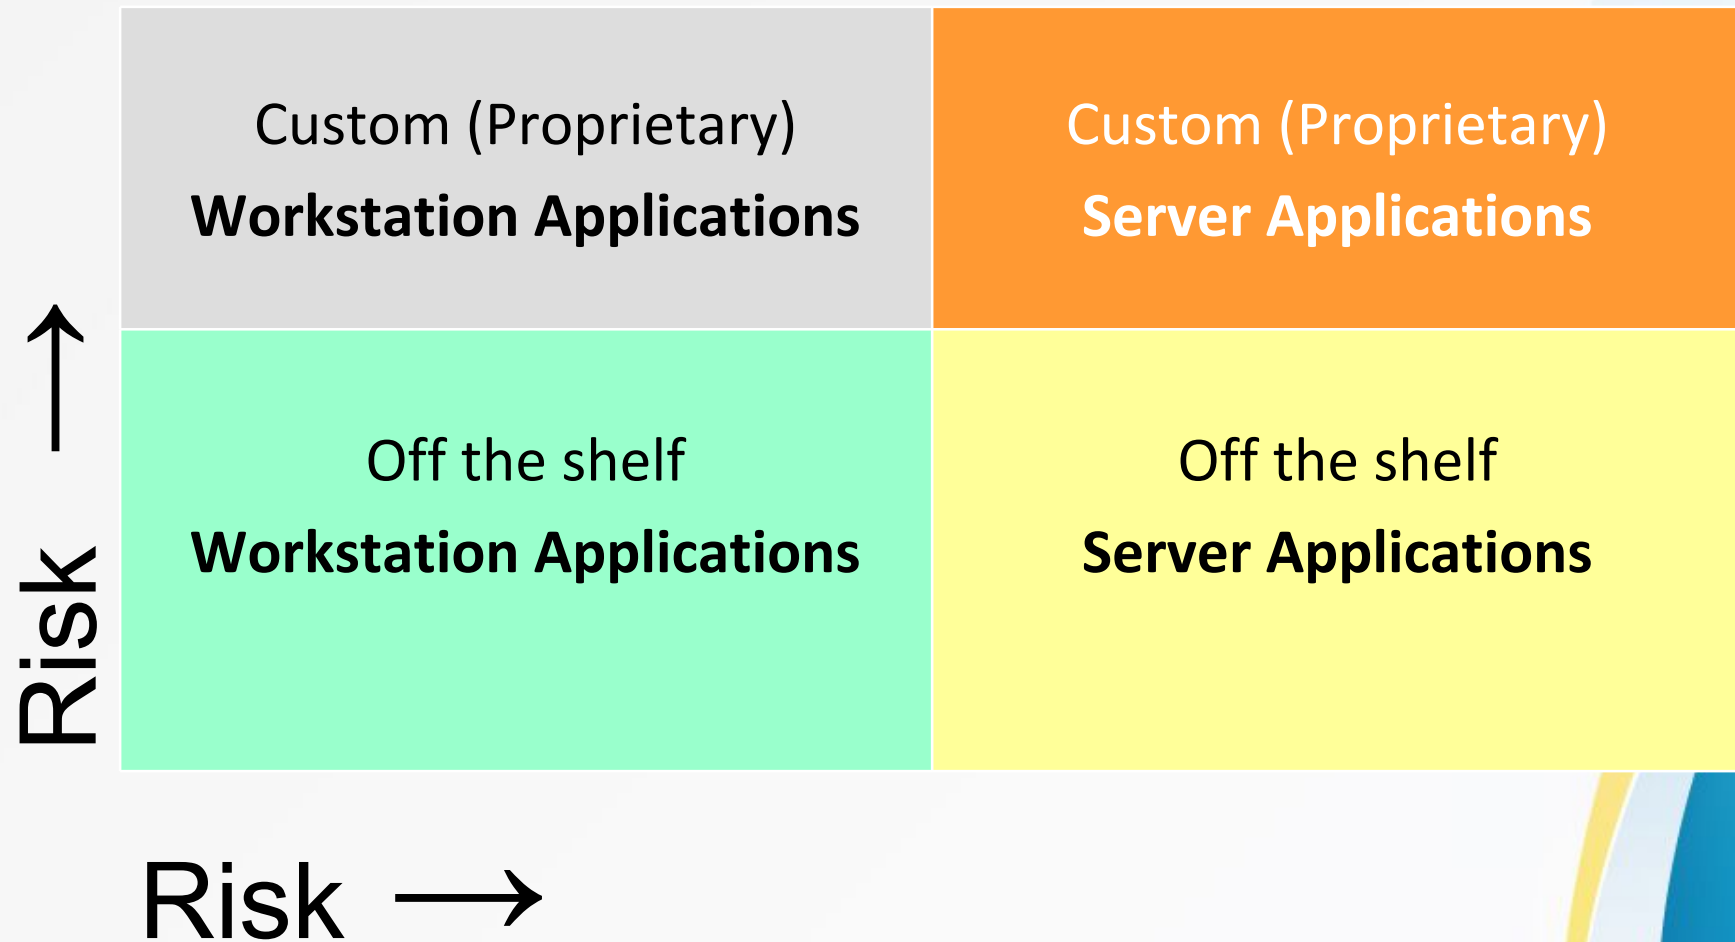 Custom (Proprietary)
Workstation Applications
Custom (Proprietary)
Server Applications
Risk →
Off the shelf
Workstation Applications
Off the shelf
Server Applications
Risk →